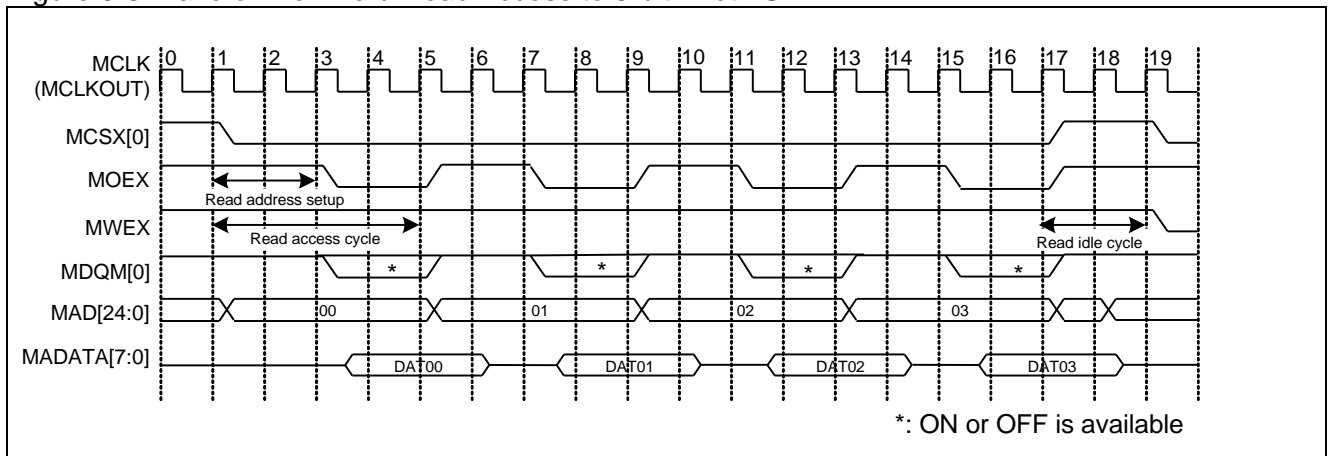 MCLK
(MCLKOUT)
0 1 2 3 4 5 6 7 8 9 10 11 12 13 14 15 16 17 18 19
MCSX[0]
MOEX
Read address setup
MWEX
Read access cycle
Read idle cycle
MDQM[0]
* * * *
MAD[24:0]
00 01 02 03
MADATA[7:0]
DAT00 DAT01 DAT02 DAT03
*: ON or OFF is available